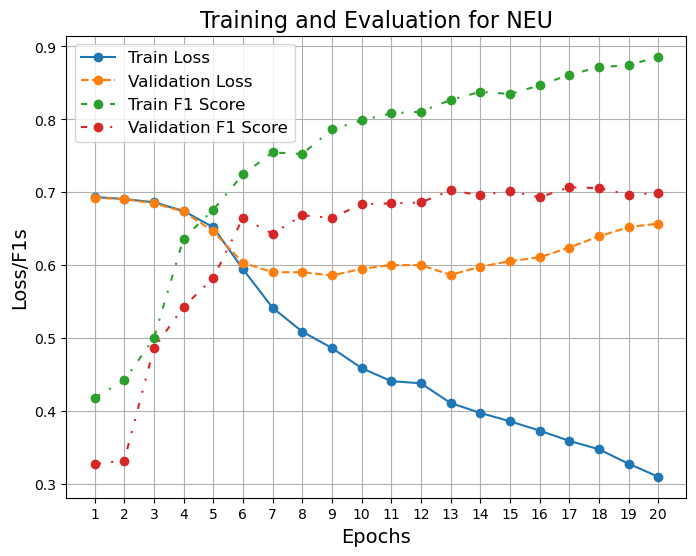 Training and Evaluation for NEU
Train Loss
Validation Loss
Train F1 Score
Validation F1 Score
Loss/F1s
0.9
0.8
0.7
0.6
0.5
0.4
0.3
1 2 3 4 5 6 7 8 9 10 11 12 13 14 15 16 17 18 19 20
Epochs